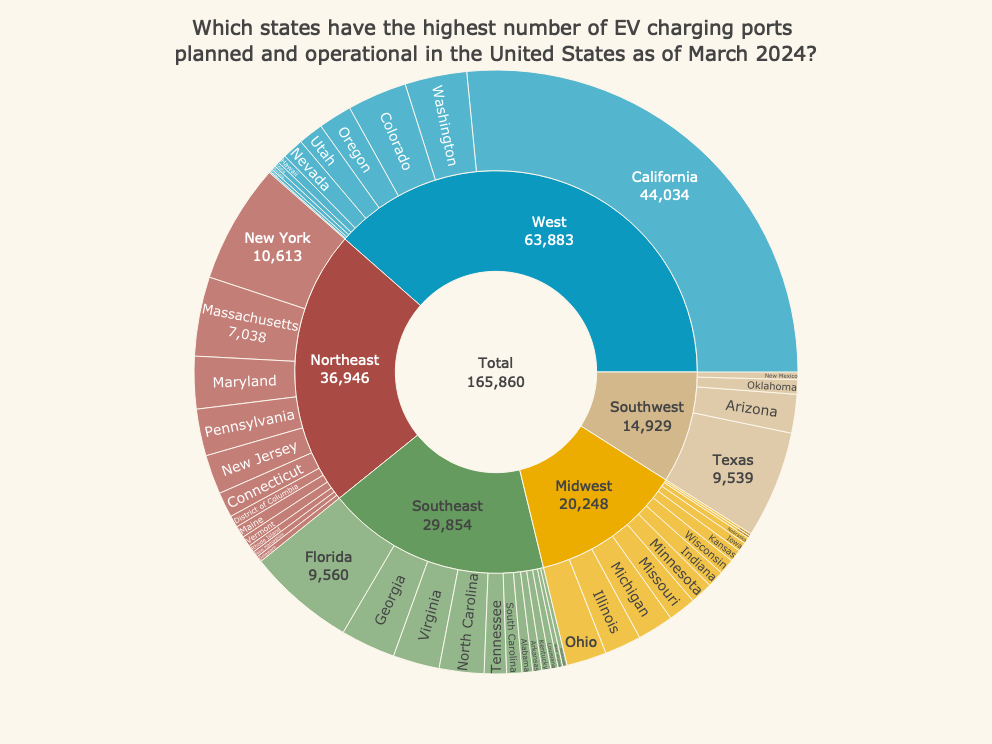 Which states have the highest number of EV charging ports
planned and operational in the United States as of March 2024?
Total
165,860
West
63,883
California
44,034
Washington
Colorado
Oregon
Utah
Nevada
Northeast
36,946
New York
10,613
Massachusetts
7,038
Maryland
Pennsylvania
New Jersey
Connecticut
District of Columbia
Maine
Vermont
Southeast
29,854
Florida
9,560
Georgia
Virginia
North Carolina
Tennessee
South Carolina
Alabama
Arkansas
Kentucky
Midwest
20,248
Ohio
Illinois
Michigan
Missouri
Minnesota
Indiana
Wisconsin
Kansas
Iowa
Southwest
14,929
Texas
9,539
Arizona
Oklahoma
New Mexico